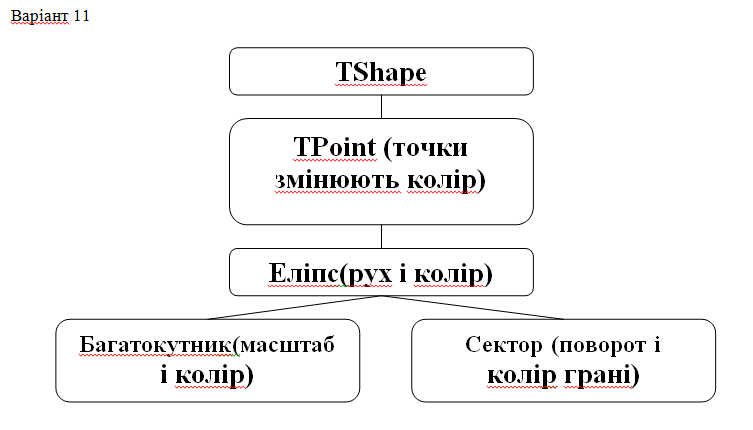 Варіант 11
TShape
TPoint (точки
змінюють колір)
Еліпс(рух і колір)
Багатокутник(масштаб
і колір)
Сектор (поворот і
колір грані)